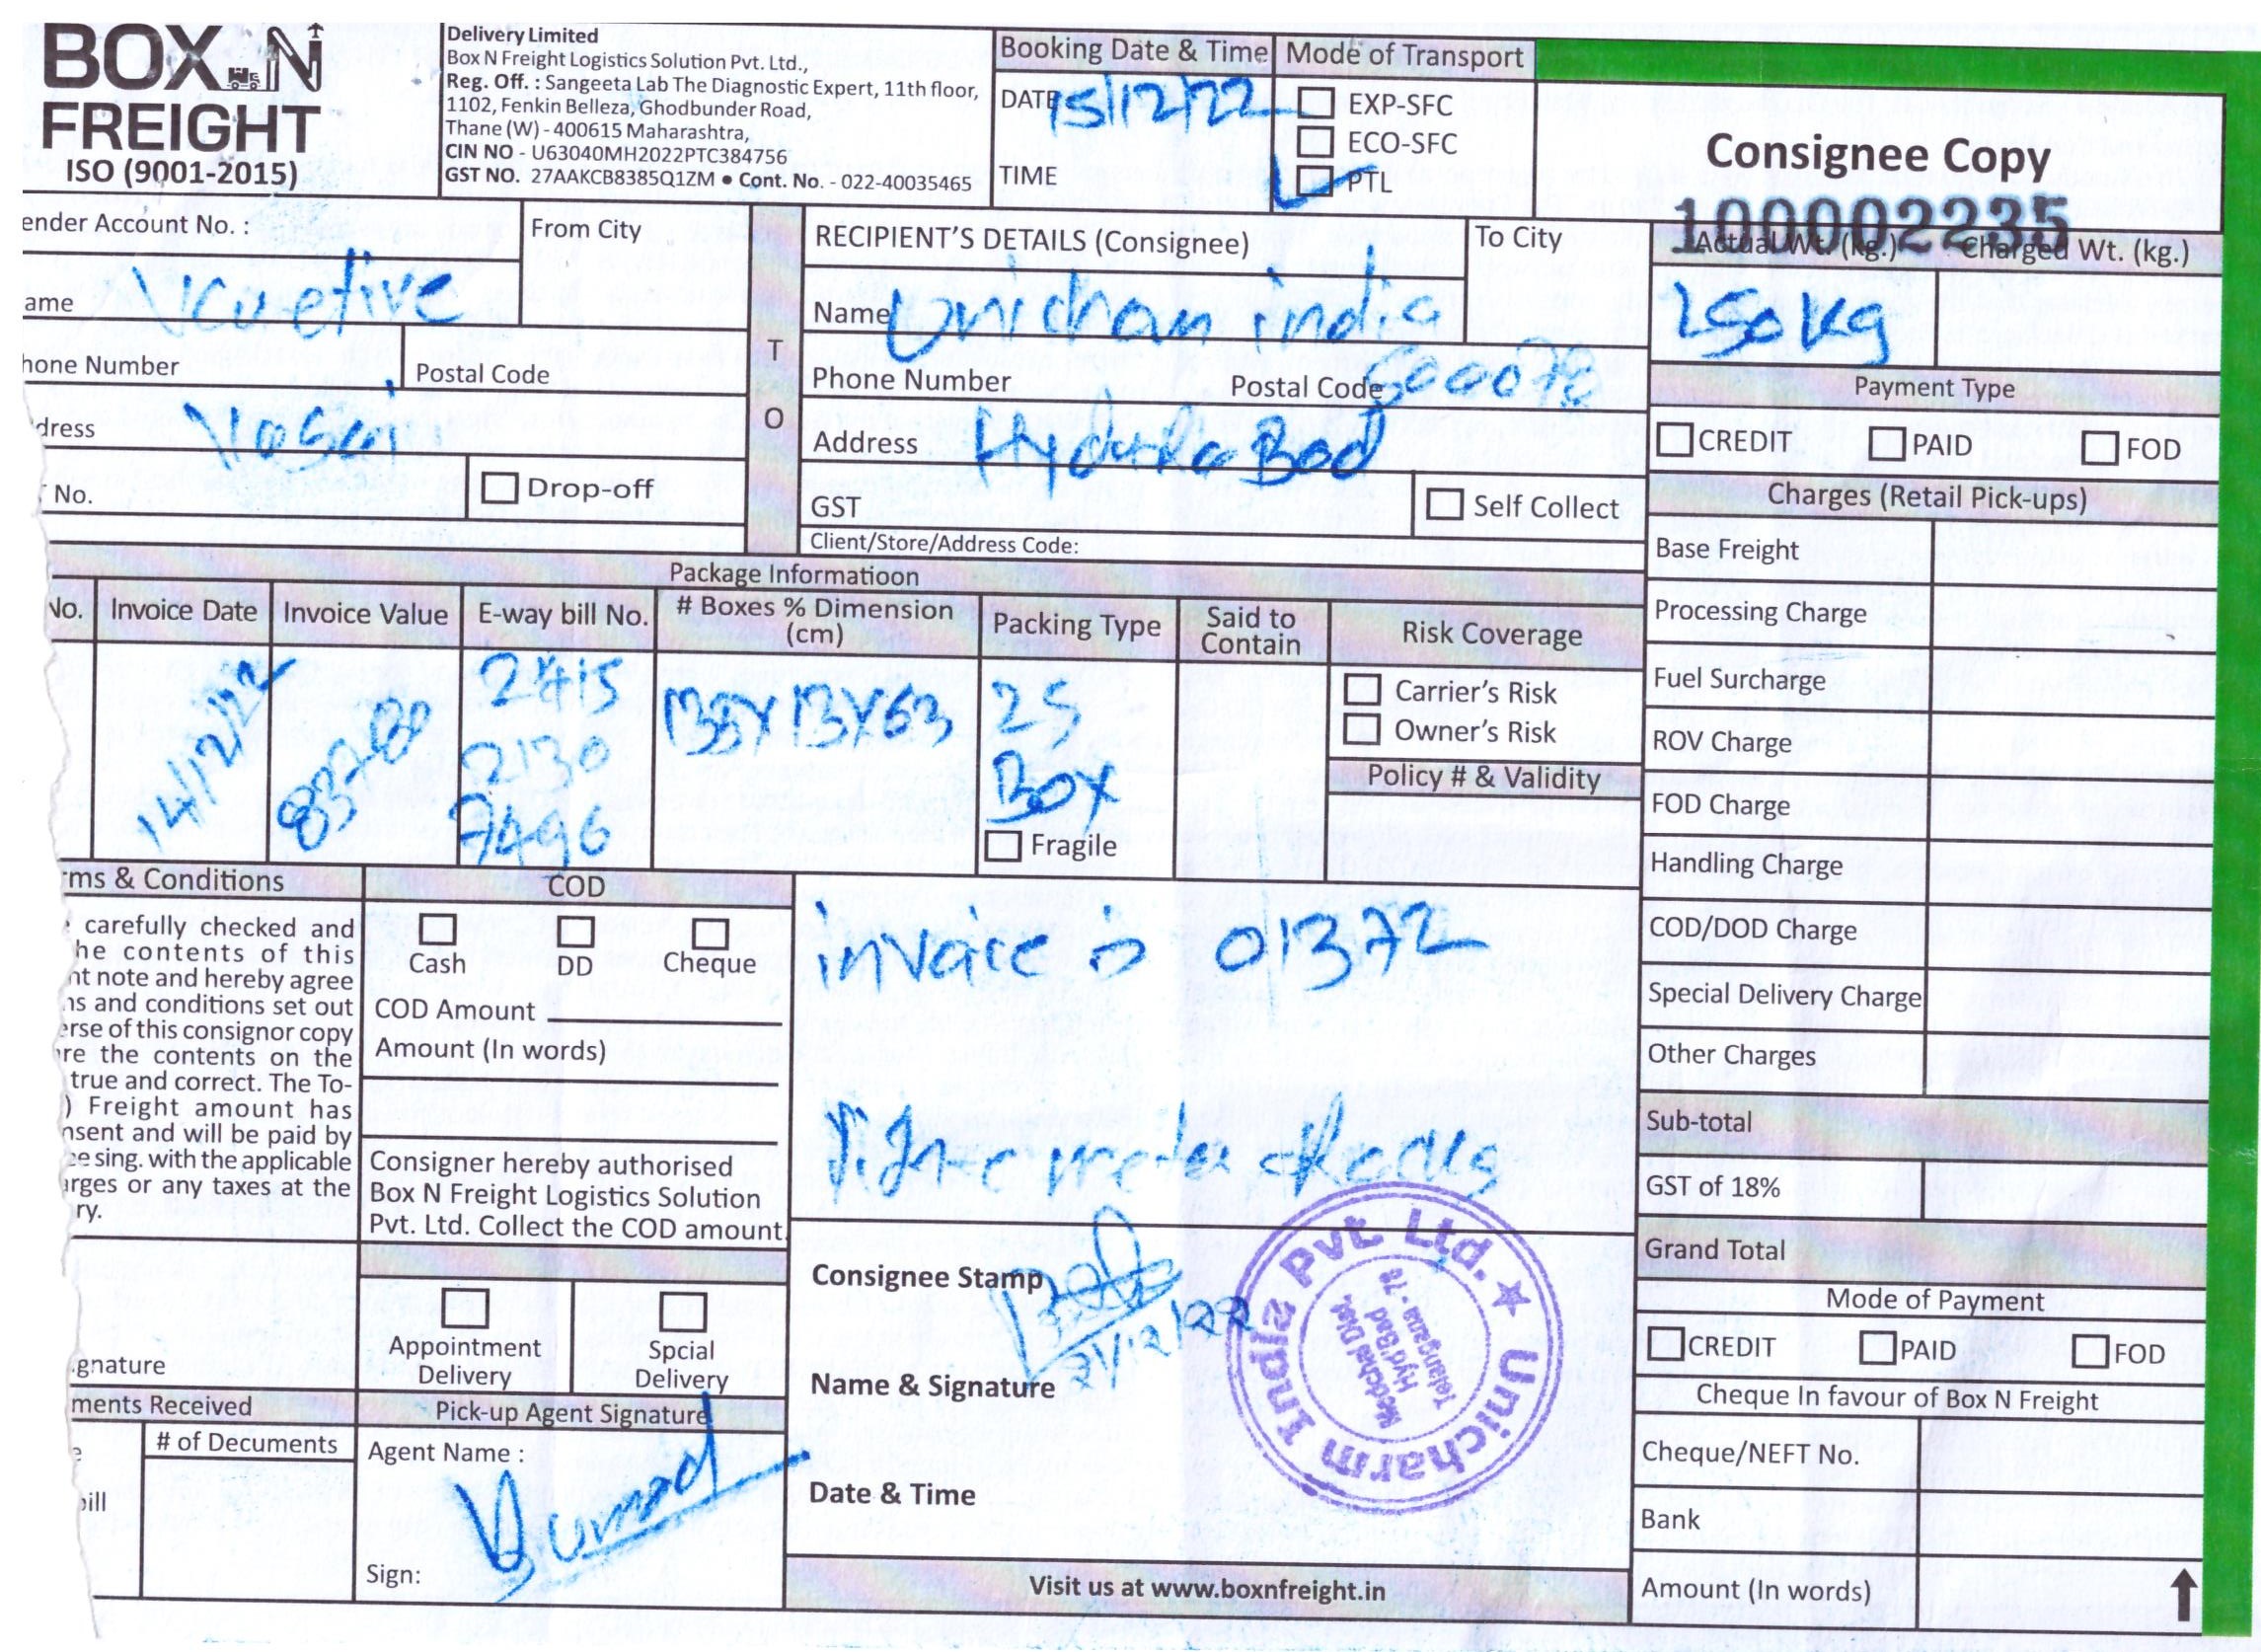 BOX N
FREIGHT
ISO (9001-2015)
Delivery Limited
Box N Freight Logistics Solution Pvt. Ltd.,
Reg. Off. : Sangeeta Lab The Diagnostic Expert, 11th floor,
1102, Fenkin Belleza, Ghodbunder Road,
Thane (W) - 400615 Maharashtra,
CIN NO - U63040MH2022PTC384756
GST NO. 27AAKCB8385Q1ZM • Cont. No. - 022-40035465
Booking Date & Time
DATE 15/12/22
TIME
Mode of Transport
EXP-SFC
ECO-SFC
PTL
Consignee Copy
100002235
ender Account No. :
From City
ame
hone Number
Postal Code
dress Vasai
No.
Drop-off
TO
RECIPIENT'S DETAILS (Consignee)
To City
Name india
Phone Number
Postal Code
Address
GST
Self Collect
Client/Store/Address Code:
Actual Wt. (kg.)
Charged Wt. (kg.)
250 kg
Payment Type
CREDIT
PAID
FOD
Charges (Retail Pick-ups)
Base Freight
Processing Charge
Fuel Surcharge
ROV Charge
FOD Charge
Handling Charge
COD/DOD Charge
Special Delivery Charge
Other Charges
Sub-total
GST of 18%
Grand Total
Mode of Payment
CREDIT
PAID
FOD
Cheque In favour of Box N Freight
Cheque/NEFT No.
Bank
Amount (In words)
Package Informatioon
No.
Invoice Date
Invoice Value
E-way bill No.
# Boxes % Dimension
(cm)
Packing Type
Said to
Contain
Risk Coverage
14/12/22
25
Box
Fragile
Carrier's Risk
Owner's Risk
Policy # & Validity
rms & Conditions
carefully checked and
he contents of this
nt note and hereby agree
ns and conditions set out
erse of this consignor copy
re the contents on the
true and correct. The To-
) Freight amount has
nsent and will be paid by
ee sing. with the applicable
arges or any taxes at the
ry.
gnature
ments Received
# of Documents
bill
COD
Cash
DD
Cheque
COD Amount
Amount (In words)
Consigner hereby authorised
Box N Freight Logistics Solution
Pvt. Ltd. Collect the COD amount
Appointment
Delivery
Spcial
Delivery
Pick-up Agent Signature
Agent Name :
Sign:
invoice 01372
Consignee Stamp
21/12/22
Name & Signature
Date & Time
Unicharm India Pvt. Ltd. ★
Medchal Dist.
Hyd Bad
Telangana - 78
Visit us at www.boxnfreight.in